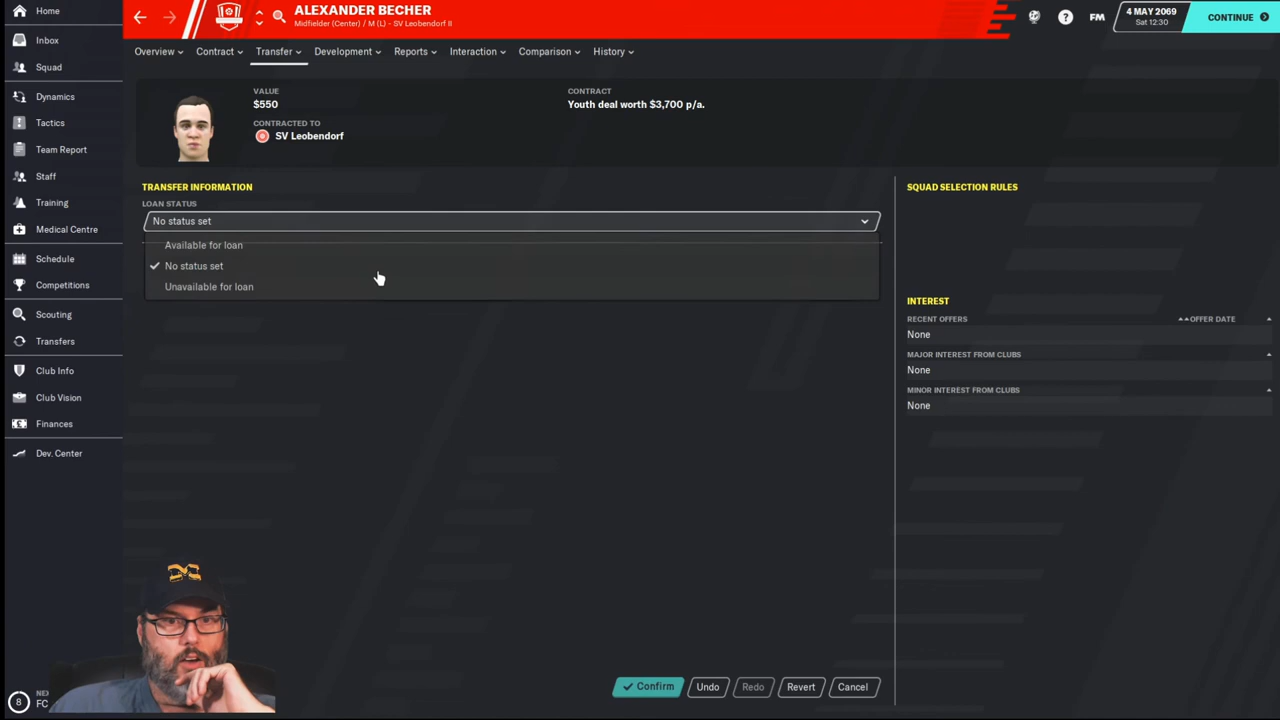 Home
ALEXANDER BECHER
Midfielder (Center) / M (L) - SV Leobendorf II
FM
4 MAY 2069
Sat 12:30
CONTINUE
Inbox
Squad
Dynamics
Tactics
Team Report
Staff
Training
Medical Centre
Schedule
Competitions
Scouting
Transfers
Club Info
Club Vision
Finances
Dev. Center
8
NEX
FC
Overview
Contract
Transfer
Development
Reports
Interaction
Comparison
History
VALUE
$550
CONTRACTED TO
SV Leobendorf
CONTRACT
Youth deal worth $3,700 p/a.
TRANSFER INFORMATION
LOAN STATUS
No status set
Available for loan
No status set
Unavailable for loan
SQUAD SELECTION RULES
INTEREST
RECENT OFFERS OFFER DATE
None
MAJOR INTEREST FROM CLUBS
None
MINOR INTEREST FROM CLUBS
None
Confirm
Undo
Redo
Revert
Cancel